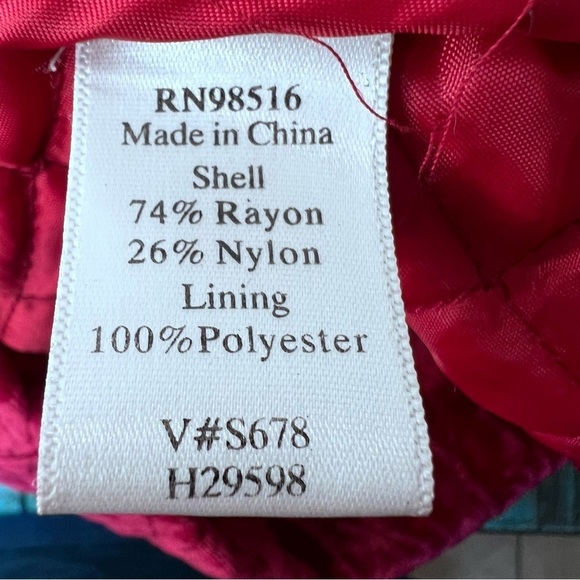 RN98516
Made in China
Shell
74% Rayon
26% Nylon
Lining
100%Polyester
V#S678
H29598